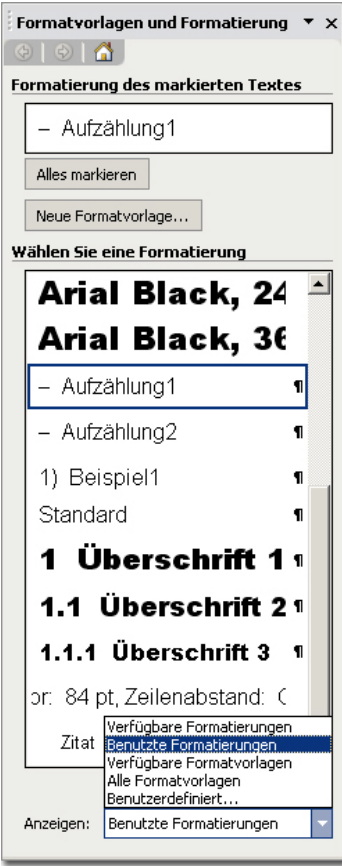 Formatvorlagen und Formatierung
Formatierung des markierten Textes
– Aufzählung1
Alles markieren
Neue Formatvorlage...
Wählen Sie eine Formatierung
Arial Black, 24
Arial Black, 36
– Aufzählung1 ¶
– Aufzählung2 ¶
1) Beispiel1 ¶
Standard ¶
1 Überschrift 1 ¶
1.1 Überschrift 2 ¶
1.1.1 Überschrift 3 ¶
or: 84 pt, Zeilenabstand:
Zitat
Verfügbare Formatierungen
Benutzte Formatierungen
Verfügbare Formatvorlagen
Alle Formatvorlagen
Benutzerdefiniert...
Anzeigen: Benutzte Formatierungen